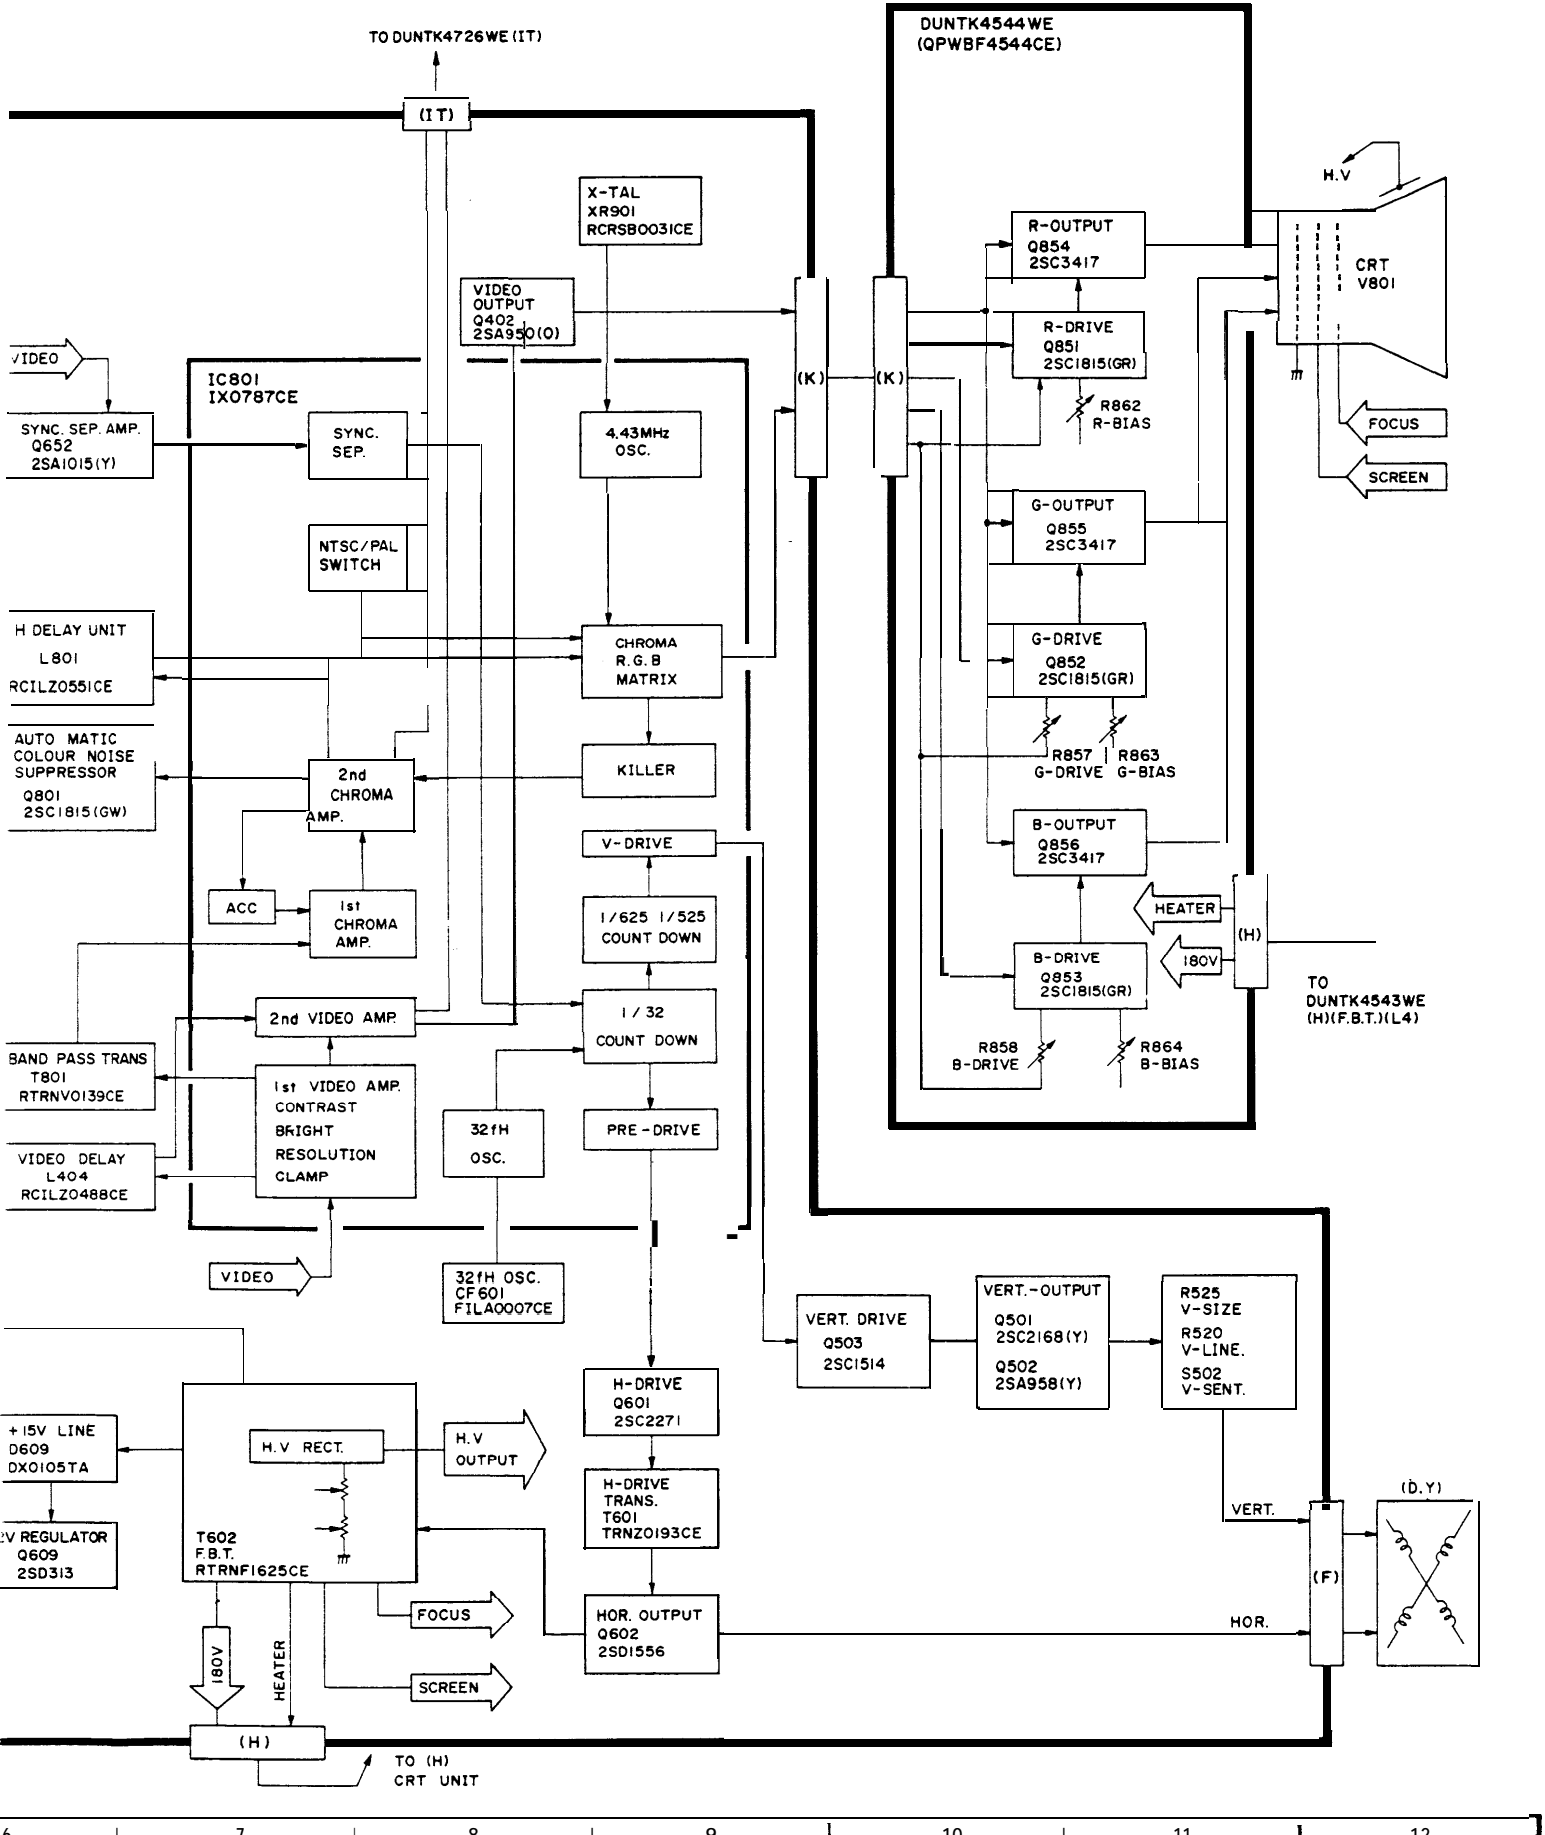 TO DUNTK4726WE(IT)
DUNTK4544WE
(QPWBF4544CE)
(IT)
H.V
X-TAL
XR901
RCRSB0031CE
R-OUTPUT
Q854
2SC3417
CRT
V801
VIDEO
OUTPUT
Q402
2SA950(O)
R-DRIVE
Q851
2SC1815(GR)
VIDEO
IC801
IX0787CE
(K)
(K)
R862
R-BIAS
FOCUS
SYNC. SEP. AMP.
Q652
2SA1015(Y)
SYNC.
SEP.
4.43MHz
OSC.
SCREEN
G-OUTPUT
Q855
2SC3417
NTSC/PAL
SWITCH
H DELAY UNIT
L801
RCILZ0551CE
CHROMA
R.G.B
MATRIX
G-DRIVE
Q852
2SC1815(GR)
AUTO MATIC
COLOUR NOISE
SUPPRESSOR
Q801
2SC1815(GW)
2nd
CHROMA
AMP.
KILLER
R857
G-DRIVE
R863
G-BIAS
V-DRIVE
B-OUTPUT
Q856
2SC3417
ACC
1st
CHROMA
AMP.
1/625 1/525
COUNT DOWN
HEATER
(H)
180V
B-DRIVE
Q853
2SC1815(GR)
TO
DUNTK4543WE
(H)(F.B.T.)(L4)
2nd VIDEO AMP.
1/32
COUNT DOWN
R858
B-DRIVE
R864
B-BIAS
BAND PASS TRANS
T801
RTRNV0139CE
1st VIDEO AMP.
CONTRAST
BRIGHT
RESOLUTION
CLAMP
32fH
OSC.
PRE-DRIVE
VIDEO DELAY
L404
RCILZ0488CE
VIDEO
32fH OSC.
CF601
FILA0007CE
VERT. DRIVE
Q503
2SC1514
VERT.-OUTPUT
Q501
2SC2168(Y)
Q502
2SA958(Y)
R525
V-SIZE
R520
V-LINE.
S502
V-SENT.
H-DRIVE
Q601
2SC2271
+15V LINE
D609
DX0105TA
H.V RECT.
H.V
OUTPUT
H-DRIVE
TRANS.
T601
TRNZ0193CE
VERT.
(D.Y)
V REGULATOR
Q609
2SD313
T602
F.B.T.
RTRNF1625CE
(F)
FOCUS
HOR. OUTPUT
Q602
2SD1556
HOR.
180V
HEATER
SCREEN
(H)
TO (H)
CRT UNIT
6 7 8 9 10 11 12